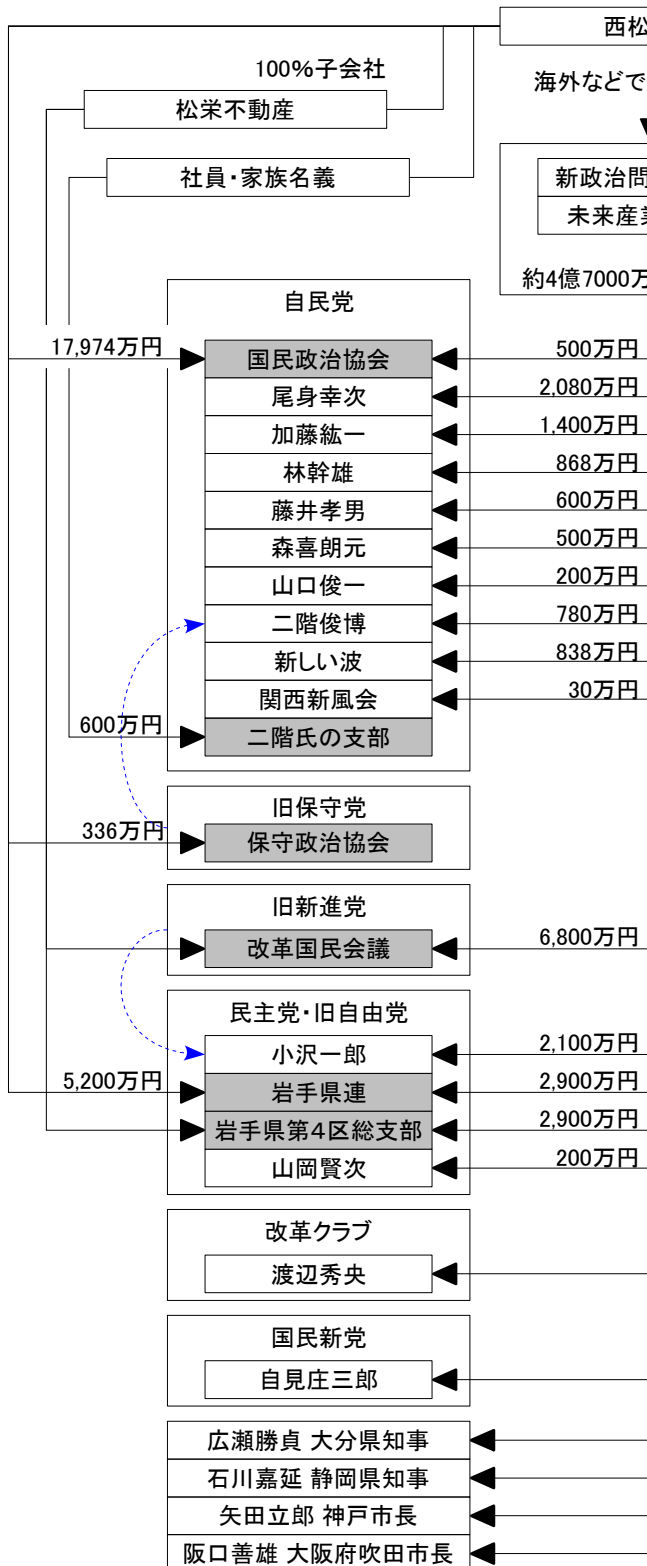 西松
100%子会社
海外などで
松栄不動産
社員・家族名義
新政治問
未来産業
約4億7000万
自民党
17,974万円
国民政治協会
500万円
尾身幸次
2,080万円
加藤紘一
1,400万円
林幹雄
868万円
藤井孝男
600万円
森喜朗元
500万円
山口俊一
200万円
二階俊博
780万円
新しい波
838万円
関西新風会
30万円
600万円
二階氏の支部
旧保守党
336万円
保守政治協会
旧新進党
改革国民会議
6,800万円
民主党・旧自由党
小沢一郎
2,100万円
5,200万円
岩手県連
2,900万円
岩手県第4区総支部
2,900万円
山岡賢次
200万円
改革クラブ
渡辺秀央
国民新党
自見庄三郎
広瀬勝貞 大分県知事
石川嘉延 静岡県知事
矢田立郎 神戸市長
阪口善雄 大阪府吹田市長